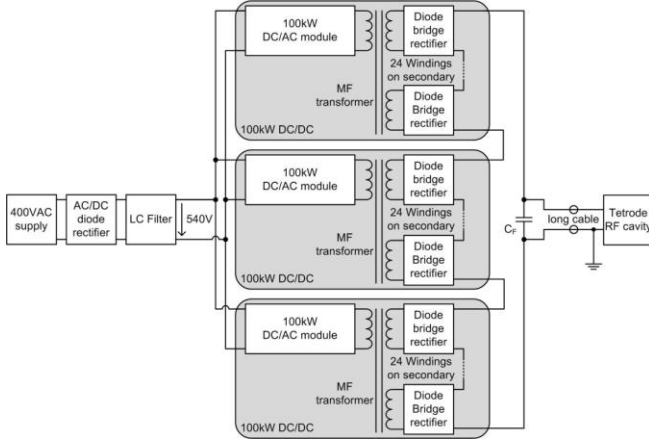 100kW
DC/AC module
Diode
bridge
rectifier
24 Windings
on secondary
MF
transformer
Diode
Bridge
rectifier
100kW DC/DC
100kW
DC/AC module
Diode
bridge
rectifier
24 Windings
on secondary
MF
transformer
Diode
Bridge
rectifier
100kW DC/DC
400VAC
supply
AC/DC
diode
rectifier
LC Filter
540V
CF
long cable
Tetrode
RF cavity
100kW
DC/AC module
Diode
bridge
rectifier
24 Windings
on secondary
MF
transformer
Diode
Bridge
rectifier
100kW DC/DC